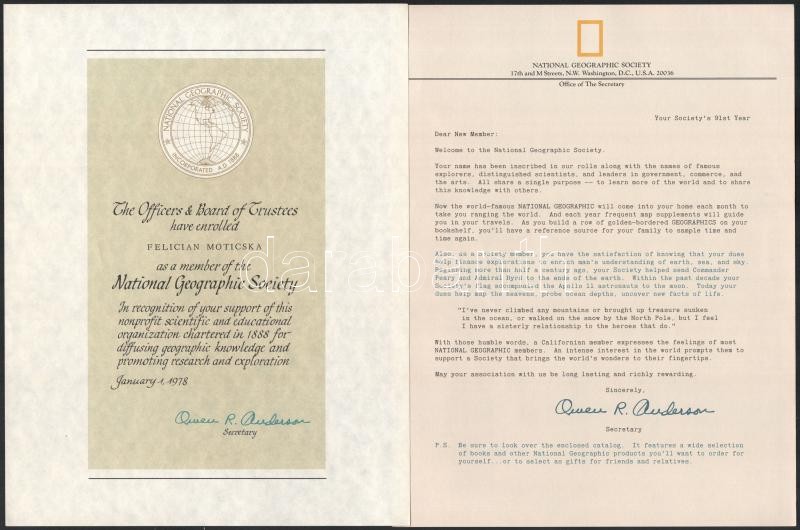 NATIONAL GEOGRAPHIC SOCIETY
INCORPORATED A.D. 1888
The Officers & Board of Trustees
have enrolled
FELICIAN MOTICSKA
as a member of the
National Geographic Society
In recognition of your support of this
nonprofit scientific and educational
organization chartered in 1888 for
diffusing geographic knowledge and
promoting research and exploration
January 1, 1978
Owen R. Anderson
Secretary
NATIONAL GEOGRAPHIC SOCIETY
17th and M Streets, N.W. Washington, D.C., U.S.A. 20036
Office of The Secretary
Your Society's 91st Year
Dear New Member:
Welcome to the National Geographic Society.
Your name has been inscribed in our rolls along with the names of famous
explorers, distinguished scientists, and leaders in government, commerce, and
the arts. All share a single purpose -- to learn more of the world and to share
this knowledge with others.
Now the world-famous NATIONAL GEOGRAPHIC will come into your home each month to
take you ranging the world. And each year frequent map supplements will guide
you in your travels. As you build a row of golden-bordered GEOGRAPHICS on your
bookshelf, you'll have a reference source for your family to sample time and
time again.
Also, as a Society member, you have the satisfaction of knowing that your dues
help finance explorations to enrich man's understanding of earth, sea, and sky.
Beginning more than half a century ago, your Society helped send Commander
Peary and Admiral Byrd to the ends of the earth. Within the past decade your
Society's flag accompanied the Apollo 11 astronauts to the moon. Today your
dues help map the heavens, probe ocean depths, uncover new facts of life.
"I've never climbed any mountains or brought up treasure sunken
in the ocean, or walked on the snow by the North Pole, but I feel
I have a sisterly relationship to the heroes that do."
With those humble words, a Californian member expresses the feelings of most
NATIONAL GEOGRAPHIC members. An intense interest in the world prompts them to
support a Society that brings the world's wonders to their fingertips.
May your association with us be long lasting and richly rewarding.
Sincerely,
Owen R. Anderson
Secretary
P.S. Be sure to look over the enclosed catalog. It features a wide selection
of books and other National Geographic products you'll want to order for
yourself...or to select as gifts for friends and relatives.